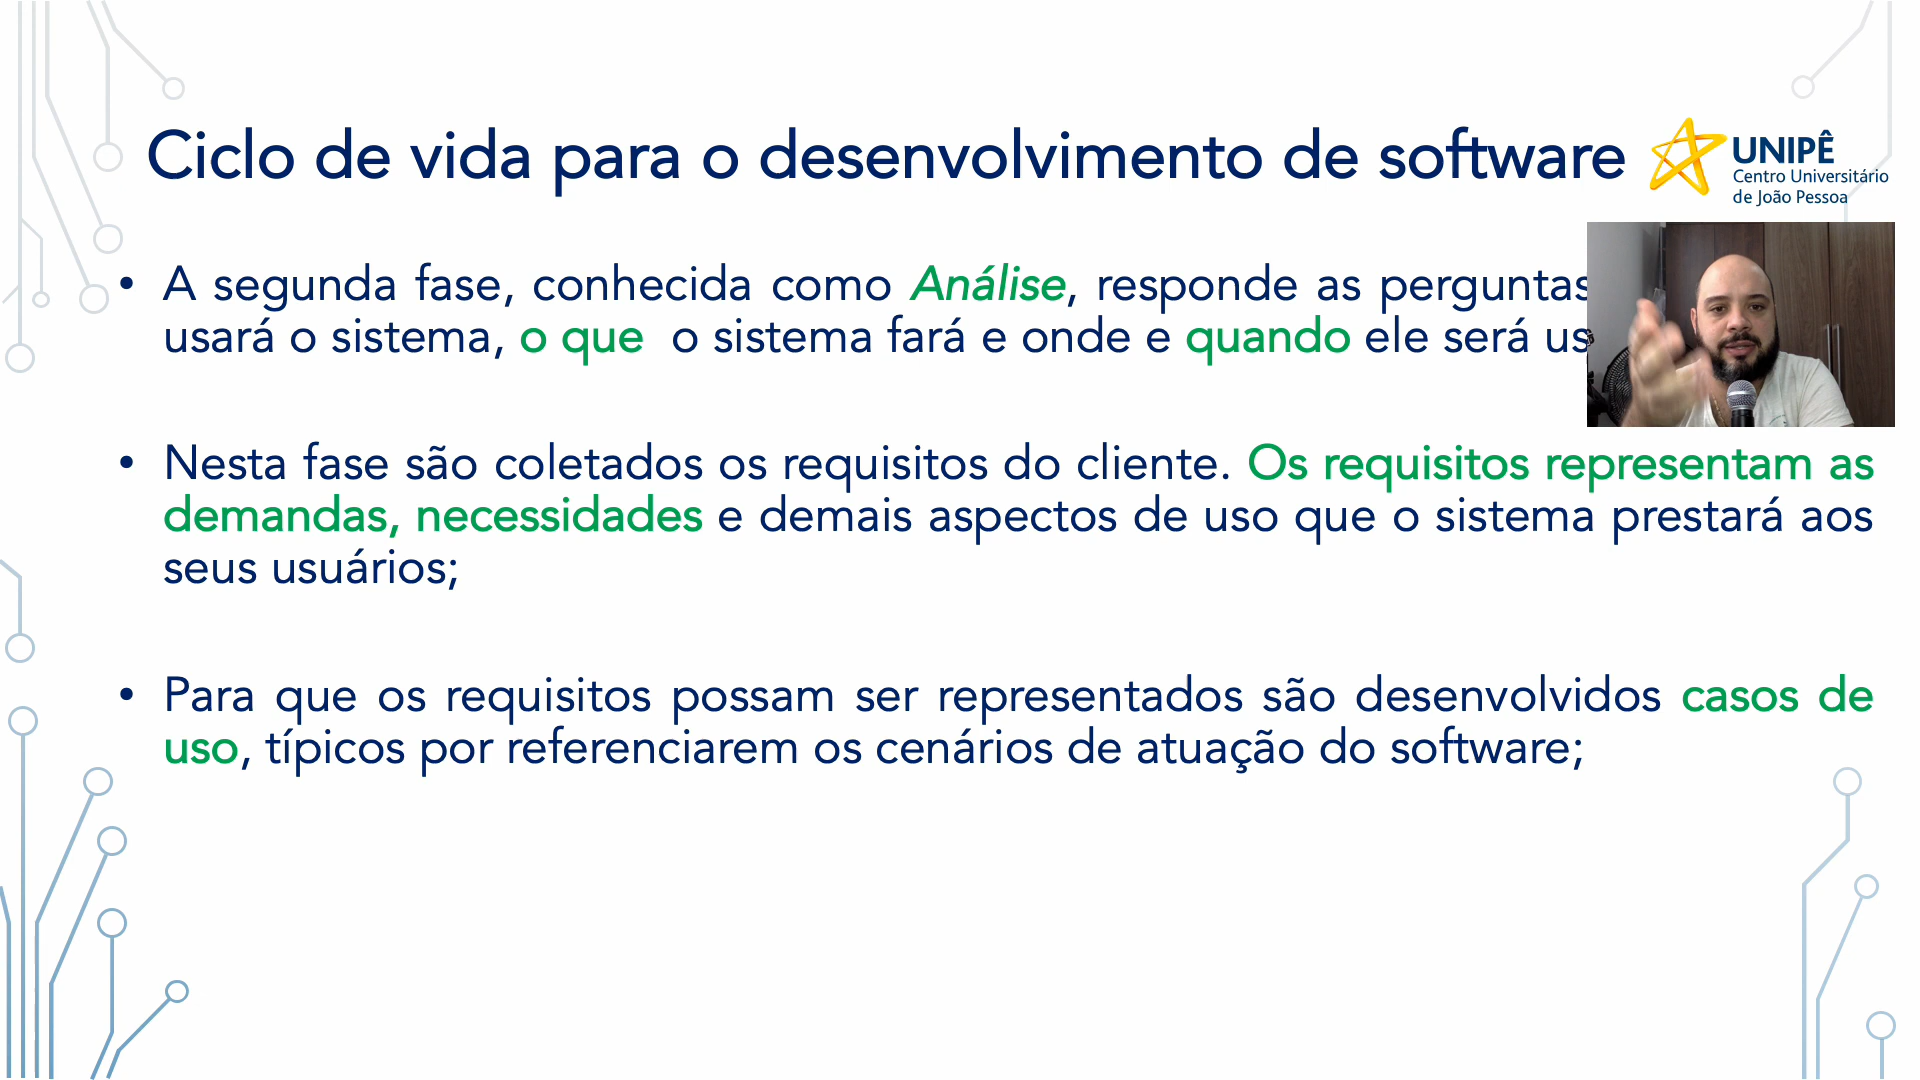 Ciclo de vida para o desenvolvimento de software
UNIPÊ
Centro Universitário
de João Pessoa
• A segunda fase, conhecida como Análise, responde as perguntas
usará o sistema, o que o sistema fará e onde e quando ele será
• Nesta fase são coletados os requisitos do cliente. Os requisitos representam as
demandas, necessidades e demais aspectos de uso que o sistema prestará aos
seus usuários;
• Para que os requisitos possam ser representados são desenvolvidos casos de
uso, típicos por referenciarem os cenários de atuação do software;